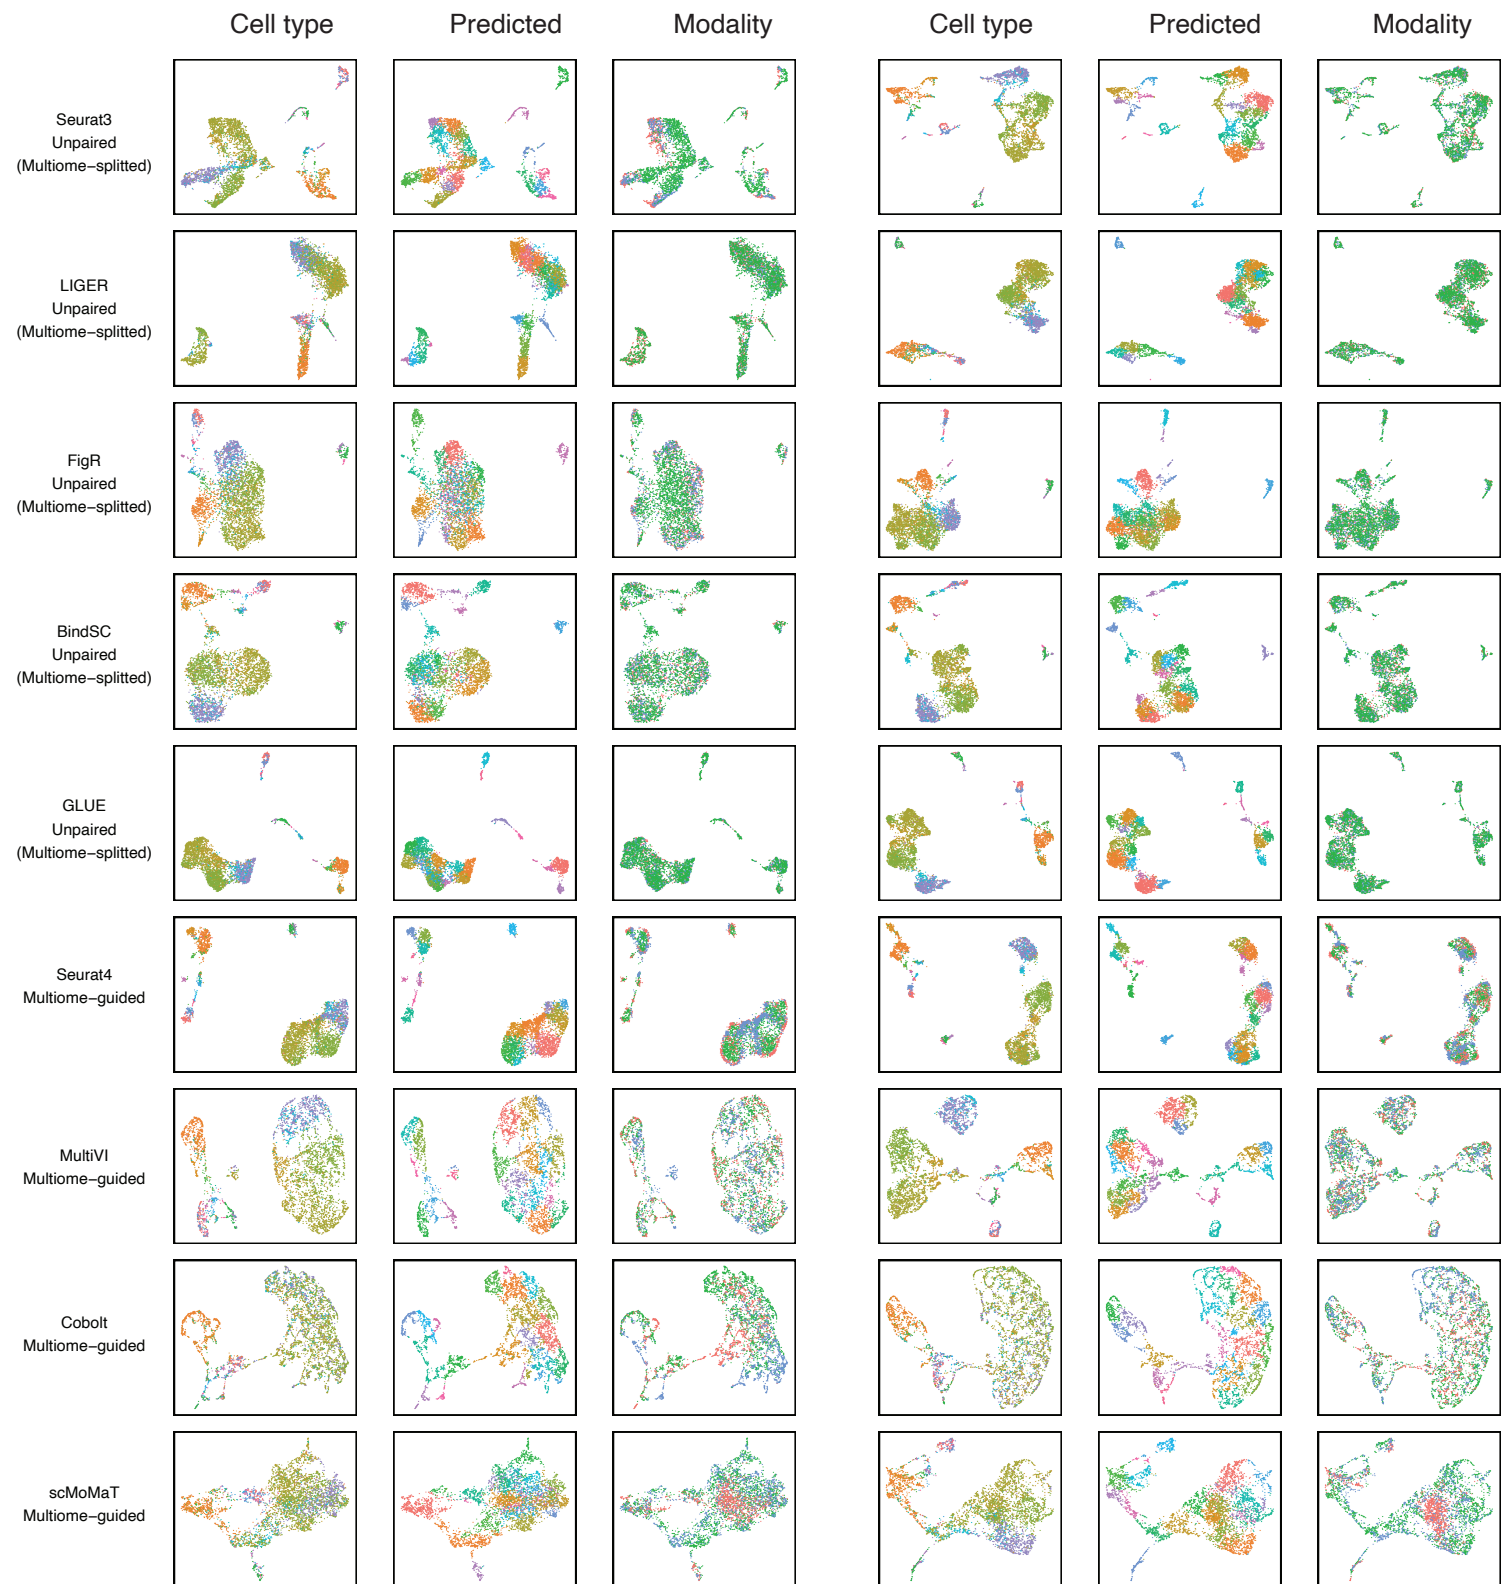 Cell type Predicted Modality Cell type Predicted Modality
Seurat3
Unpaired
(Multiome−splitted)
LIGER
Unpaired
(Multiome−splitted)
FigR
Unpaired
(Multiome−splitted)
BindSC
Unpaired
(Multiome−splitted)
GLUE
Unpaired
(Multiome−splitted)
Seurat4
Multiome−guided
MultiVI
Multiome−guided
Cobolt
Multiome−guided
scMoMaT
Multiome−guided